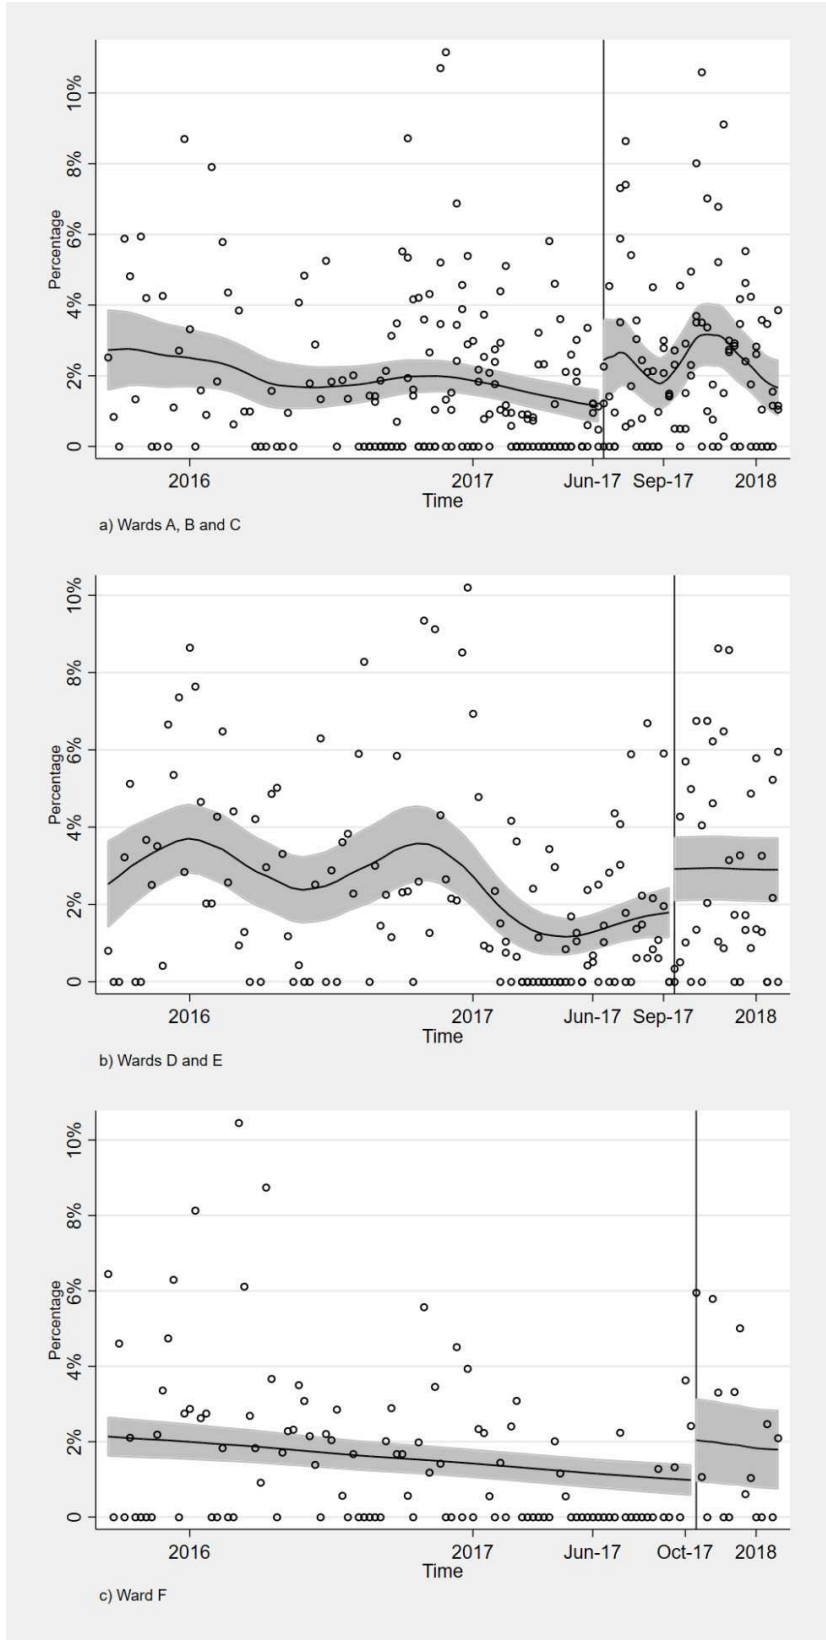 10%
8%
6%
4%
2%
0
Percentage
2016
2017
Jun-17
Sep-17
2018
Time
a) Wards A, B and C
10%
8%
6%
4%
2%
0
Percentage
2016
2017
Jun-17
Sep-17
2018
Time
b) Wards D and E
10%
8%
6%
4%
2%
0
Percentage
2016
2017
Jun-17
Oct-17
2018
Time
c) Ward F